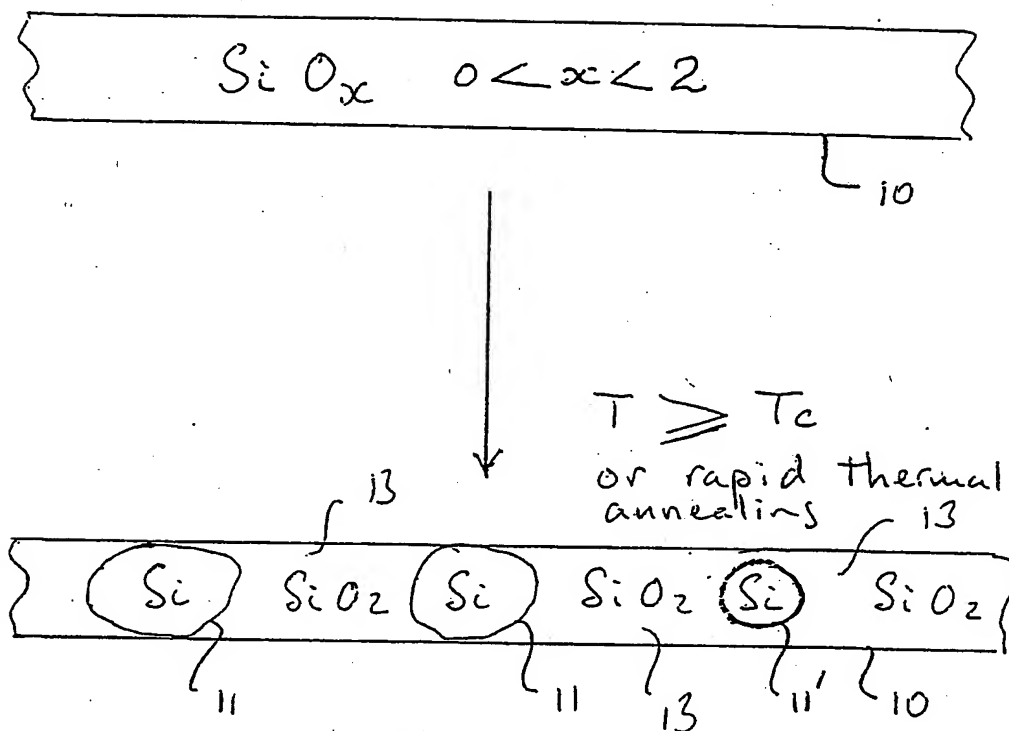 SiOx 0<x<2
10
T ≥ Tc
or rapid thermal
annealing
13
13
Si SiO2 Si SiO2 Si SiO2
11
11
13
11'
10